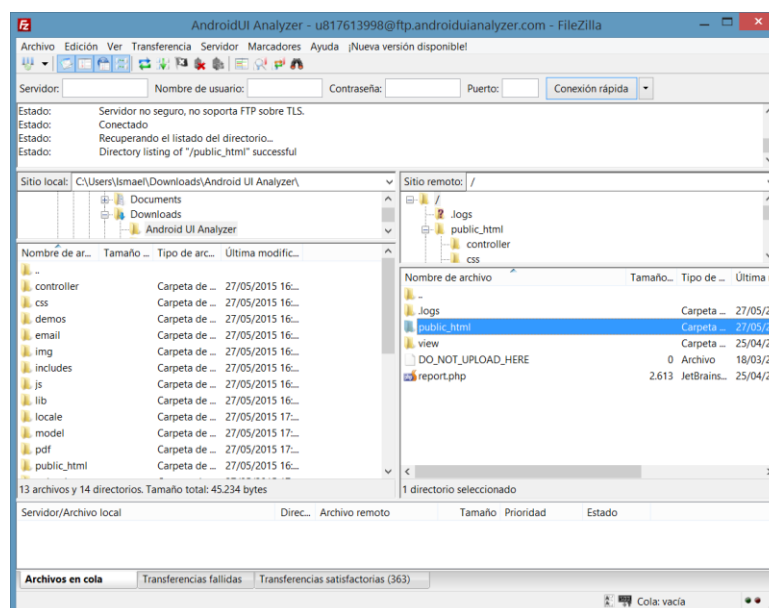 AndroidUI Analyzer - u817613998@ftp.androiduianalyzer.com - FileZilla
Archivo Edición Ver Transferencia Servidor Marcadores Ayuda ¡Nueva versión disponible!
Servidor: Nombre de usuario: Contraseña: Puerto: Conexión rápida
Estado: Servidor no seguro, no soporta FTP sobre TLS.
Estado: Conectado
Estado: Recuperando el listado del directorio...
Estado: Directory listing of "/public_html" successful
Sitio local: C:\Users\Ismael\Downloads\Android UI Analyzer\
Documents
Downloads
Android UI Analyzer
Nombre de ar... Tamaño ... Tipo de arc... Última modific...
..
controller Carpeta de ... 27/05/2015 16:...
css Carpeta de ... 27/05/2015 16:...
demos Carpeta de ... 27/05/2015 16:...
email Carpeta de ... 27/05/2015 16:...
img Carpeta de ... 27/05/2015 16:...
includes Carpeta de ... 27/05/2015 16:...
js Carpeta de ... 27/05/2015 16:...
lib Carpeta de ... 27/05/2015 16:...
locale Carpeta de ... 27/05/2015 17:...
model Carpeta de ... 27/05/2015 17:...
pdf Carpeta de ... 27/05/2015 17:...
public_html Carpeta de ... 27/05/2015 16:...
13 archivos y 14 directorios. Tamaño total: 45.234 bytes
Sitio remoto: /
/
.logs
public_html
controller
css
Nombre de archivo Tamaño... Tipo de ... Última
..
.logs Carpeta ... 27/05/2
public_html Carpeta ... 27/05/2
view Carpeta ... 25/04/2
DO_NOT_UPLOAD_HERE 0 Archivo 18/03/2
report.php 2.613 JetBrains... 25/04/2
1 directorio seleccionado
Servidor/Archivo local Direc... Archivo remoto Tamaño Prioridad Estado
Archivos en cola Transferencias fallidas Transferencias satisfactorias (363)
Cola: vacía